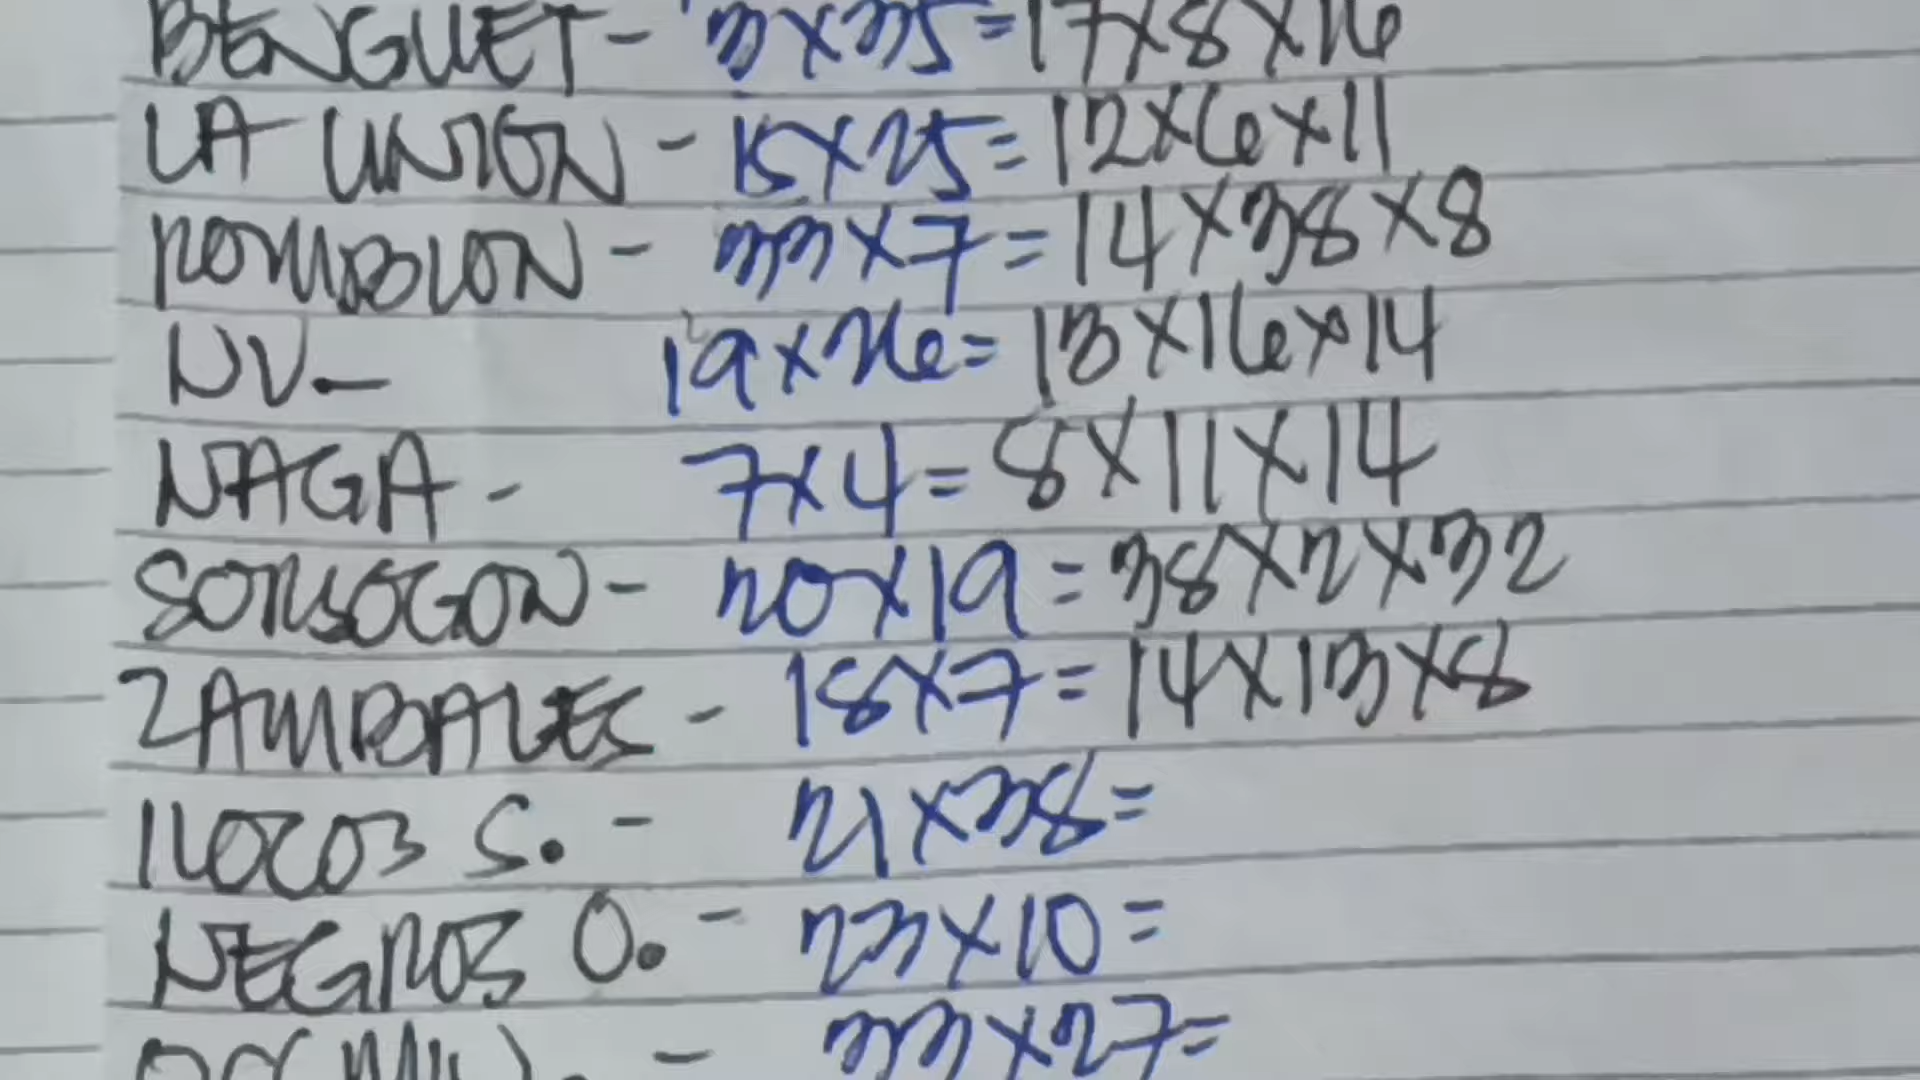 BENGUET - 3x35=17x8x26
LA UNION - 15x25=12x6x11
ROMBLON - 33x7=14x38x8
NV- 19x26=13x16x14
NAGA - 7x4=8x11x14
SORSOGON - 20x19=38x2x32
ZAMBALES - 18x7=14x13x8
ILOCOS S. - 21x38=
NEGROS O. - 23x10=
- 33x27=